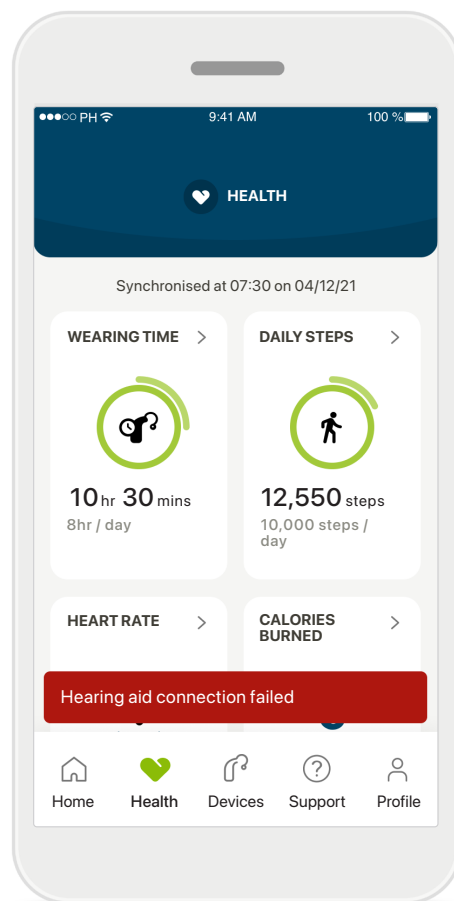 PH 9:41 AM 100 %
HEALTH
Synchronised at 07:30 on 04/12/21
WEARING TIME
10 hr 30 mins
8hr / day
DAILY STEPS
12,550 steps
10,000 steps /
day
HEART RATE
CALORIES
BURNED
Hearing aid connection failed
Home Health Devices Support Profile